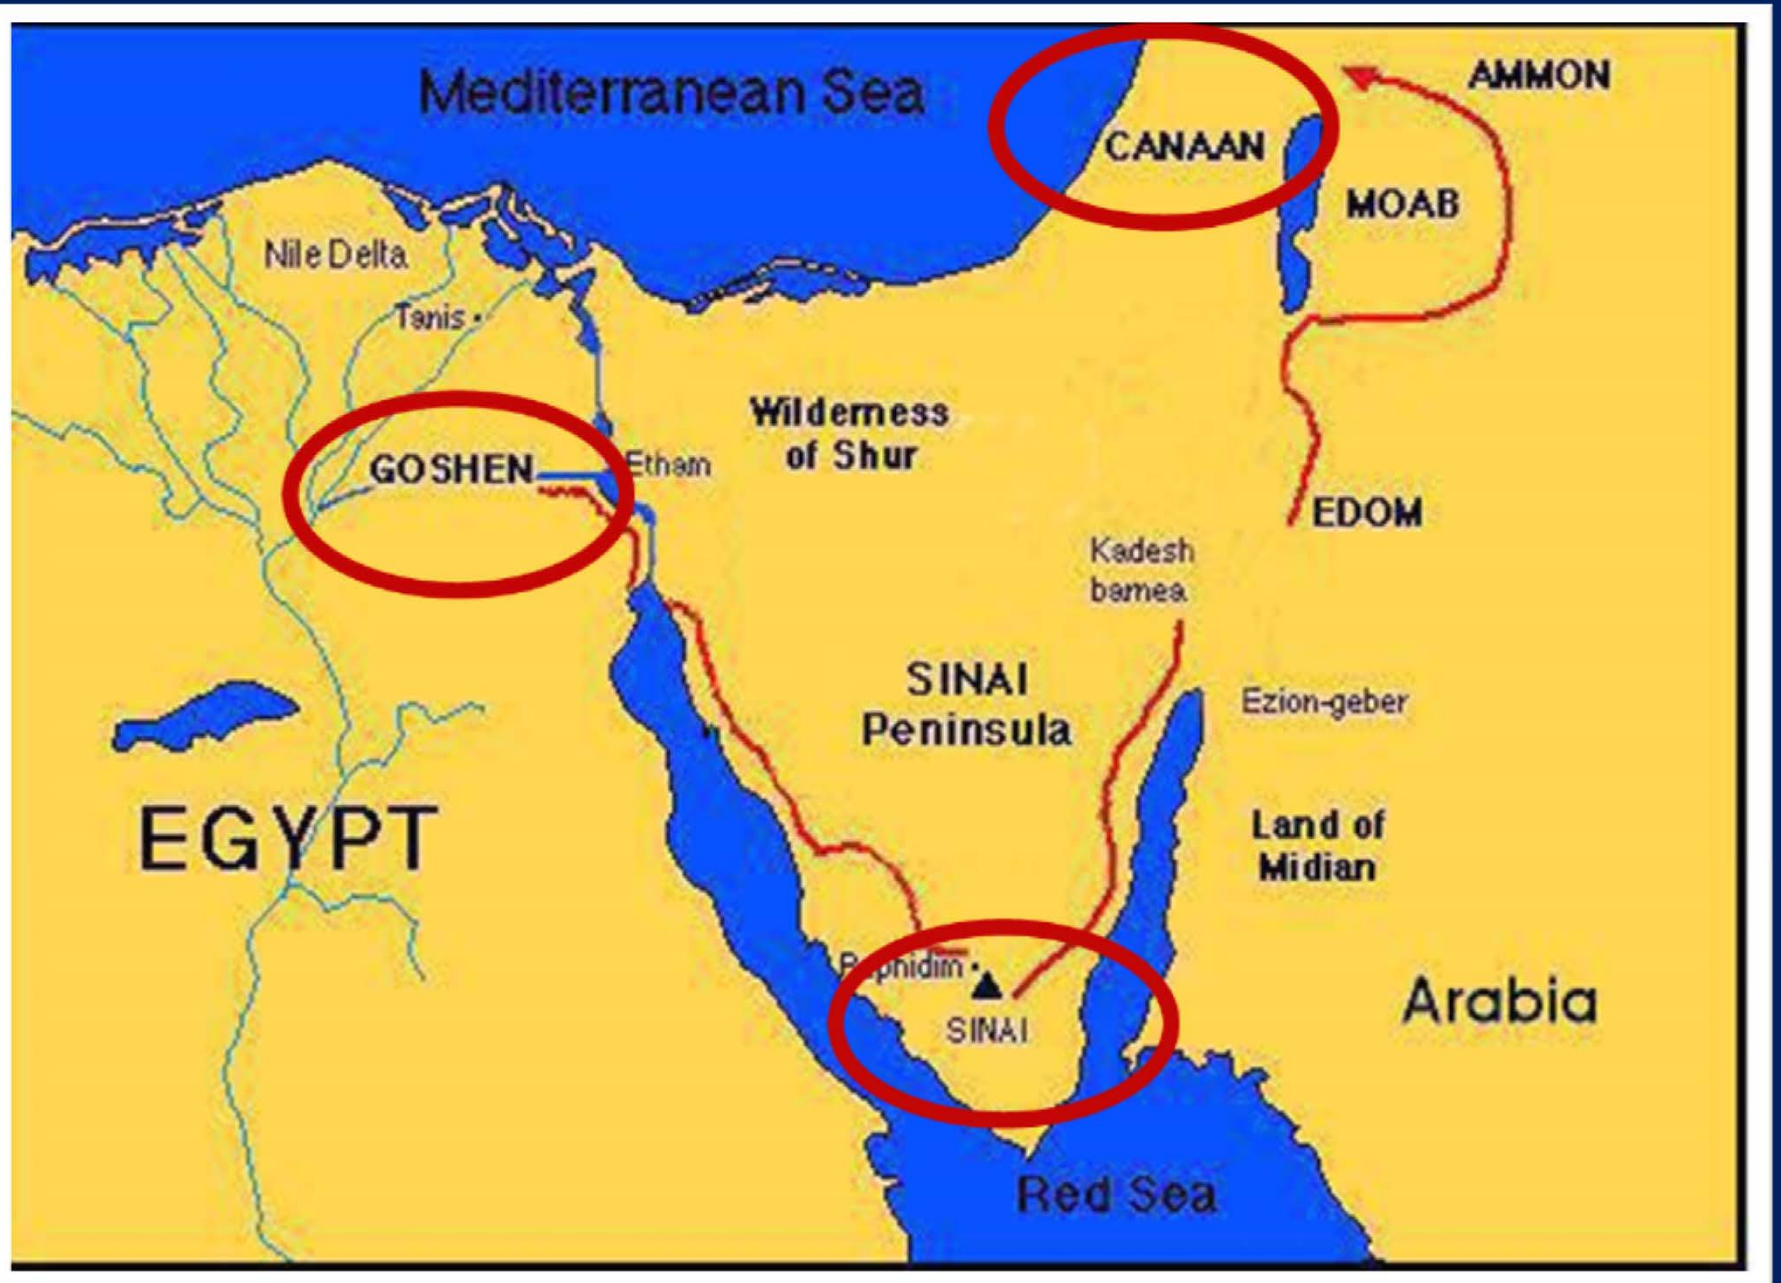 Mediterranean Sea
AMMON
CANAAN
MOAB
Nile Delta
Tanis
Wilderness
of Shur
GOSHEN
Etham
EDOM
Kadesh
barnea
SINAI
Peninsula
Ezion-geber
EGYPT
Land of
Midian
Rephidim
SINAI
Arabia
Red Sea